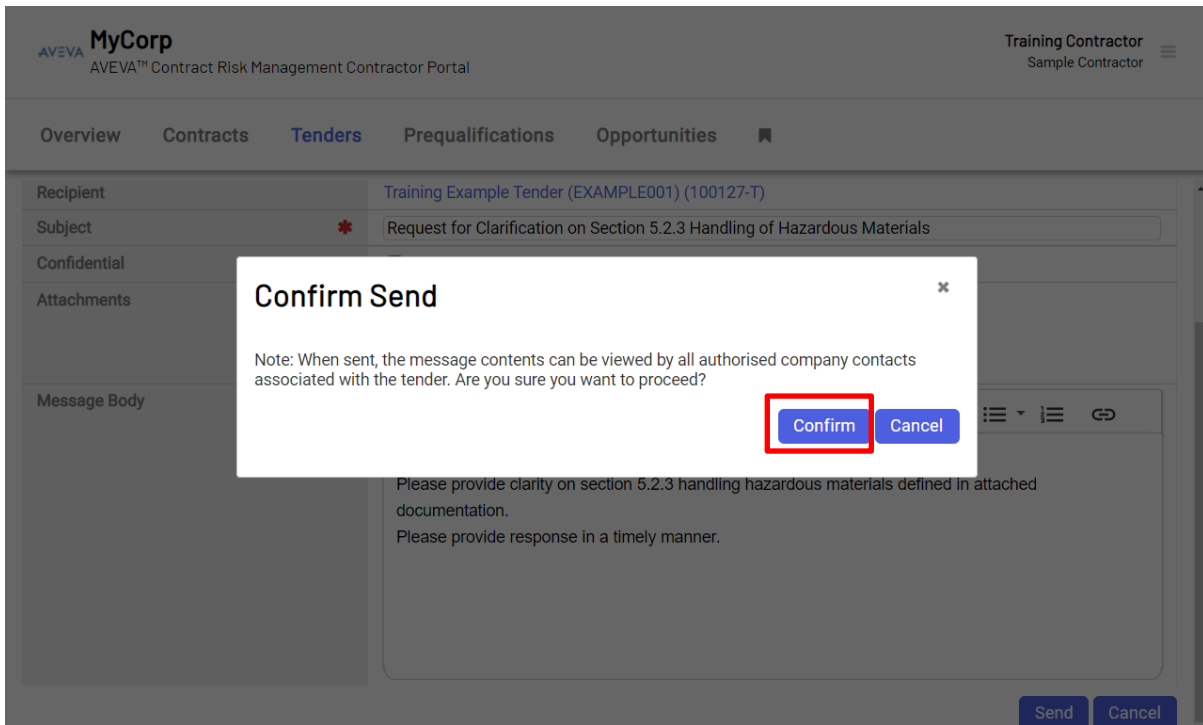 AVEVA MyCorp
AVEVA™ Contract Risk Management Contractor Portal
Training Contractor
Sample Contractor
Overview Contracts Tenders Prequalifications Opportunities
Recipient Training Example Tender (EXAMPLE001) (100127-T)
Subject Request for Clarification on Section 5.2.3 Handling of Hazardous Materials
Confidential
Attachments
Confirm Send
Note: When sent, the message contents can be viewed by all authorised company contacts
associated with the tender. Are you sure you want to proceed?
Confirm Cancel
Message Body
Please provide clarity on section 5.2.3 handling hazardous materials defined in attached
documentation.
Please provide response in a timely manner.
Send Cancel